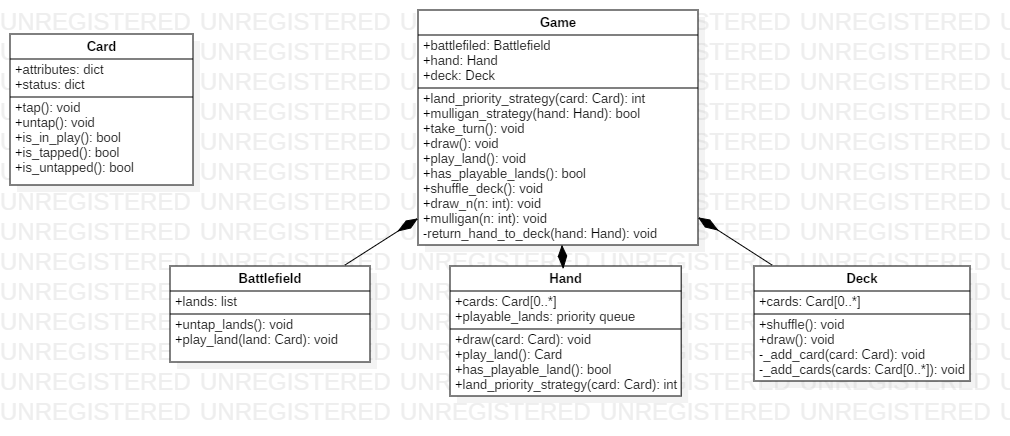 Card
+attributes: dict
+status: dict
+tap(): void
+untap(): void
+is_in_play(): bool
+is_tapped(): bool
+is_untapped(): bool
Game
+battlefiled: Battlefield
+hand: Hand
+deck: Deck
+land_priority_strategy(card: Card): int
+mulligan_strategy(hand: Hand): bool
+take_turn(): void
+draw(): void
+play_land(): void
+has_playable_lands(): bool
+shuffle_deck(): void
+draw_n(n: int): void
+mulligan(n: int): void
-return_hand_to_deck(hand: Hand): void
Battlefield
+lands: list
+untap_lands(): void
+play_land(land: Card): void
Hand
+cards: Card[0..*]
+playable_lands: priority queue
+draw(card: Card): void
+play_land(): Card
+has_playable_land(): bool
+land_priority_strategy(card: Card): int
Deck
+cards: Card[0..*]
+shuffle(): void
+draw(): void
-_add_card(card: Card): void
-_add_cards(cards: Card[0..*]): void
UNREGISTERED